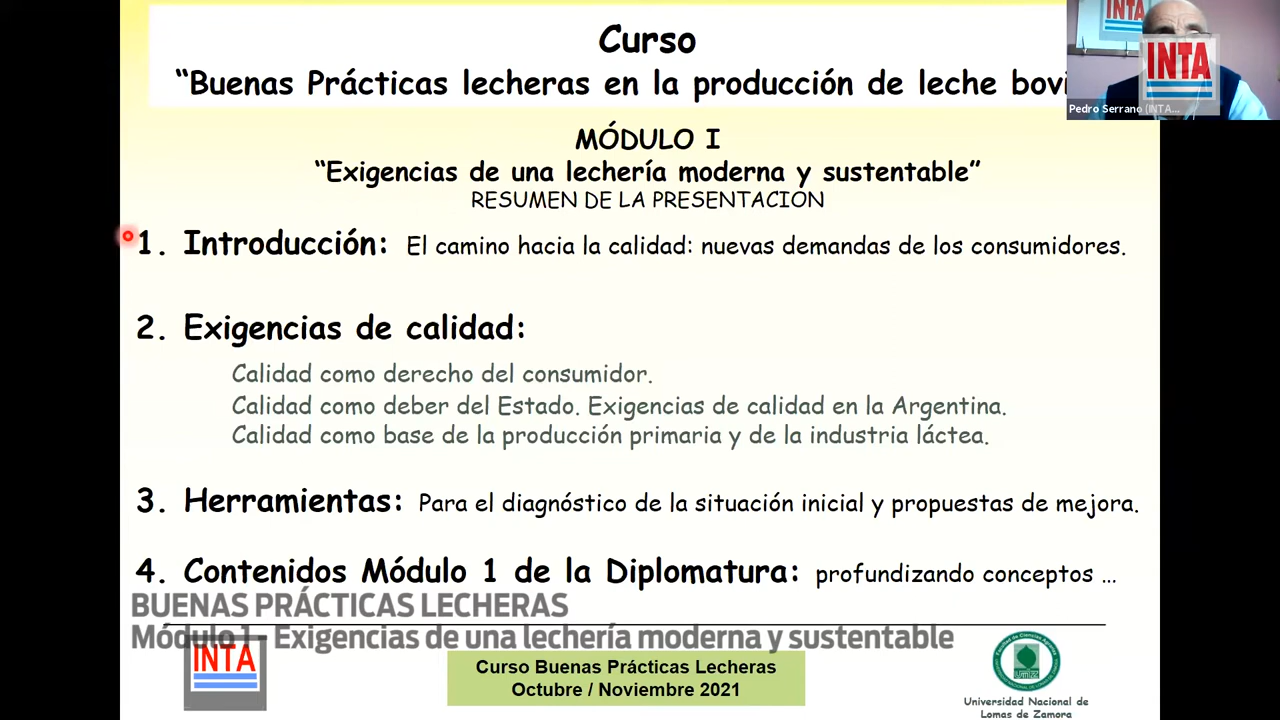 Curso
“Buenas Prácticas lecheras en la producción de leche bovi
INTA
INTA
Pedro Serrano (INTA...
MÓDULO I
“Exigencias de una lechería moderna y sustentable”
RESUMEN DE LA PRESENTACION
1. Introducción: El camino hacia la calidad: nuevas demandas de los consumidores.
2. Exigencias de calidad:
Calidad como derecho del consumidor.
Calidad como deber del Estado. Exigencias de calidad en la Argentina.
Calidad como base de la producción primaria y de la industria láctea.
3. Herramientas: Para el diagnóstico de la situación inicial y propuestas de mejora.
4. Contenidos Módulo 1 de la Diplomatura: profundizando conceptos ...
BUENAS PRÁCTICAS LECHERAS
Módulo 1 - Exigencias de una lechería moderna y sustentable
INTA
Curso Buenas Prácticas Lecheras
Octubre / Noviembre 2021
Universidad Nacional de
Lomas de Zamora